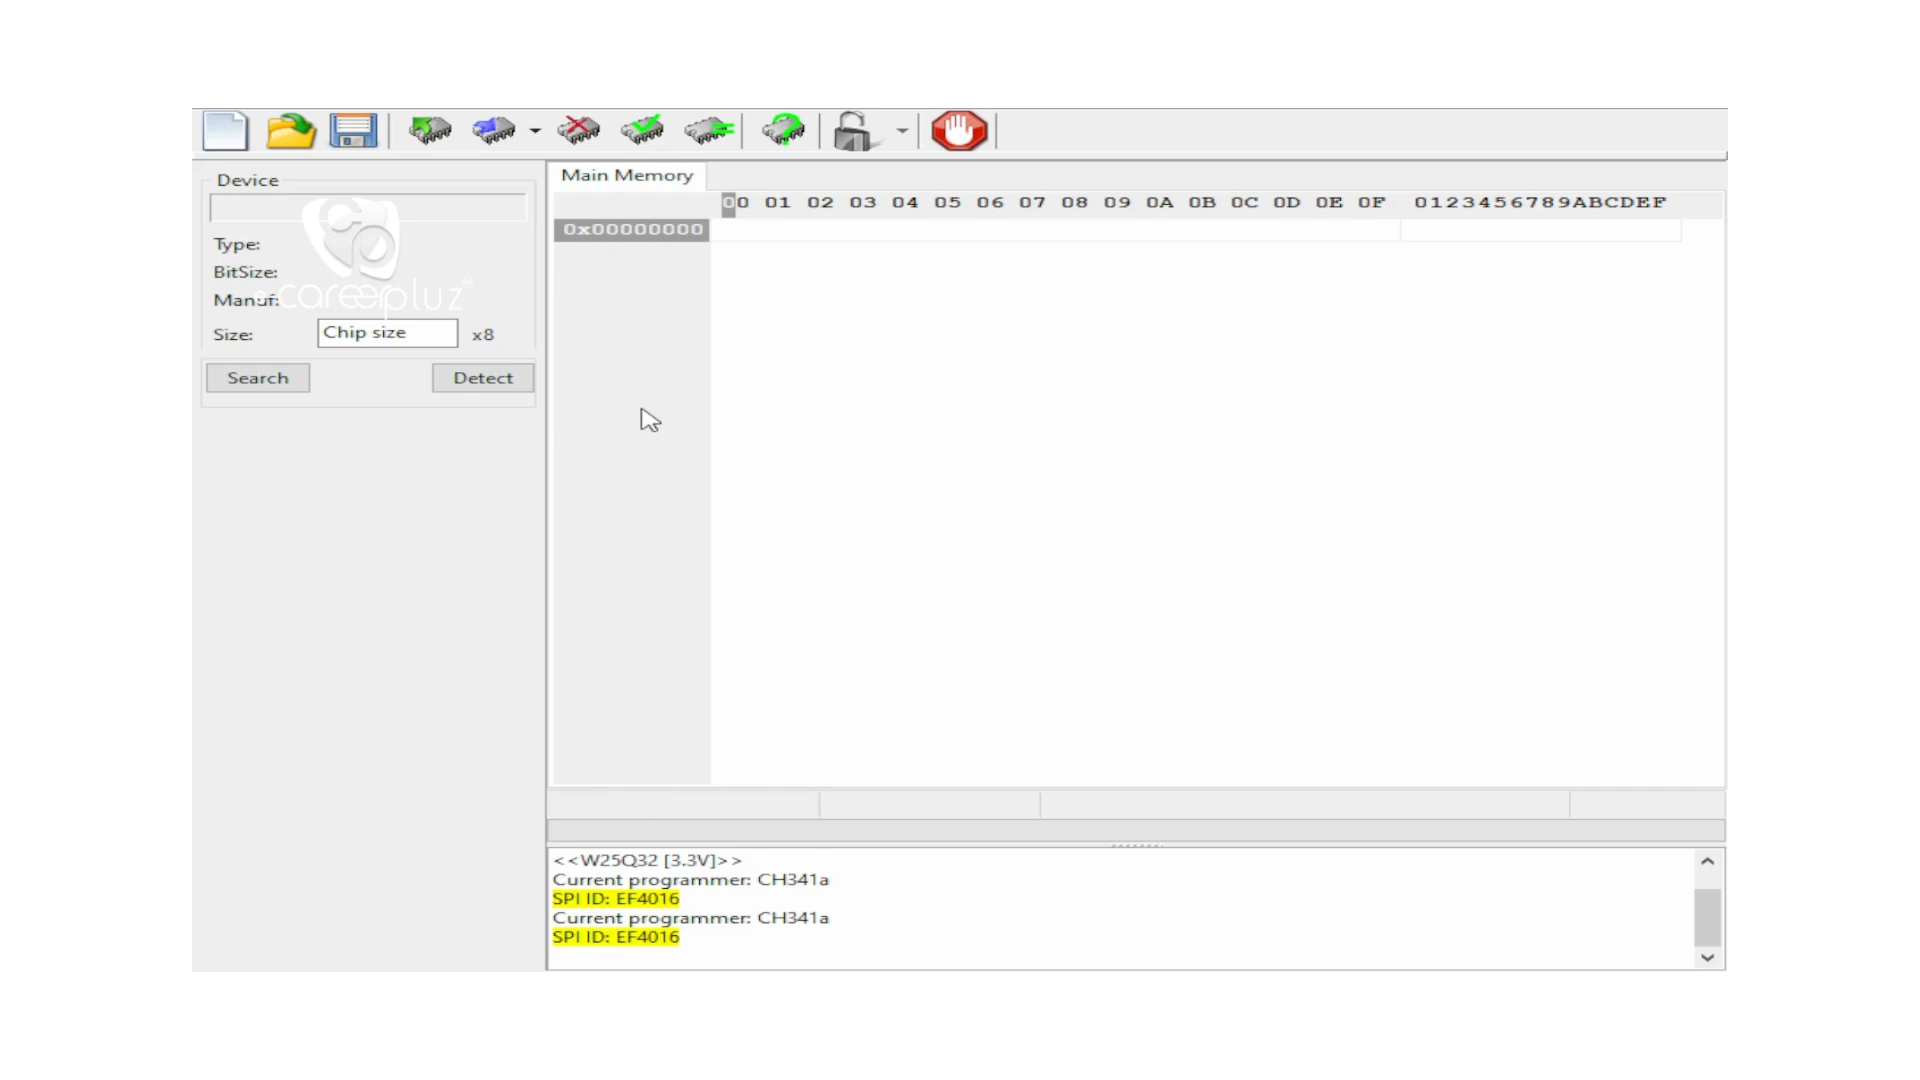 Device
Type:
BitSize:
Manuf:
careerpluz
Size: Chip size x8
Search Detect
Main Memory
00 01 02 03 04 05 06 07 08 09 0A 0B 0C 0D 0E 0F 0123456789ABCDEF
0x00000000
<<W25Q32 [3.3V]>>
Current programmer: CH341a
SPI ID: EF4016
Current programmer: CH341a
SPI ID: EF4016